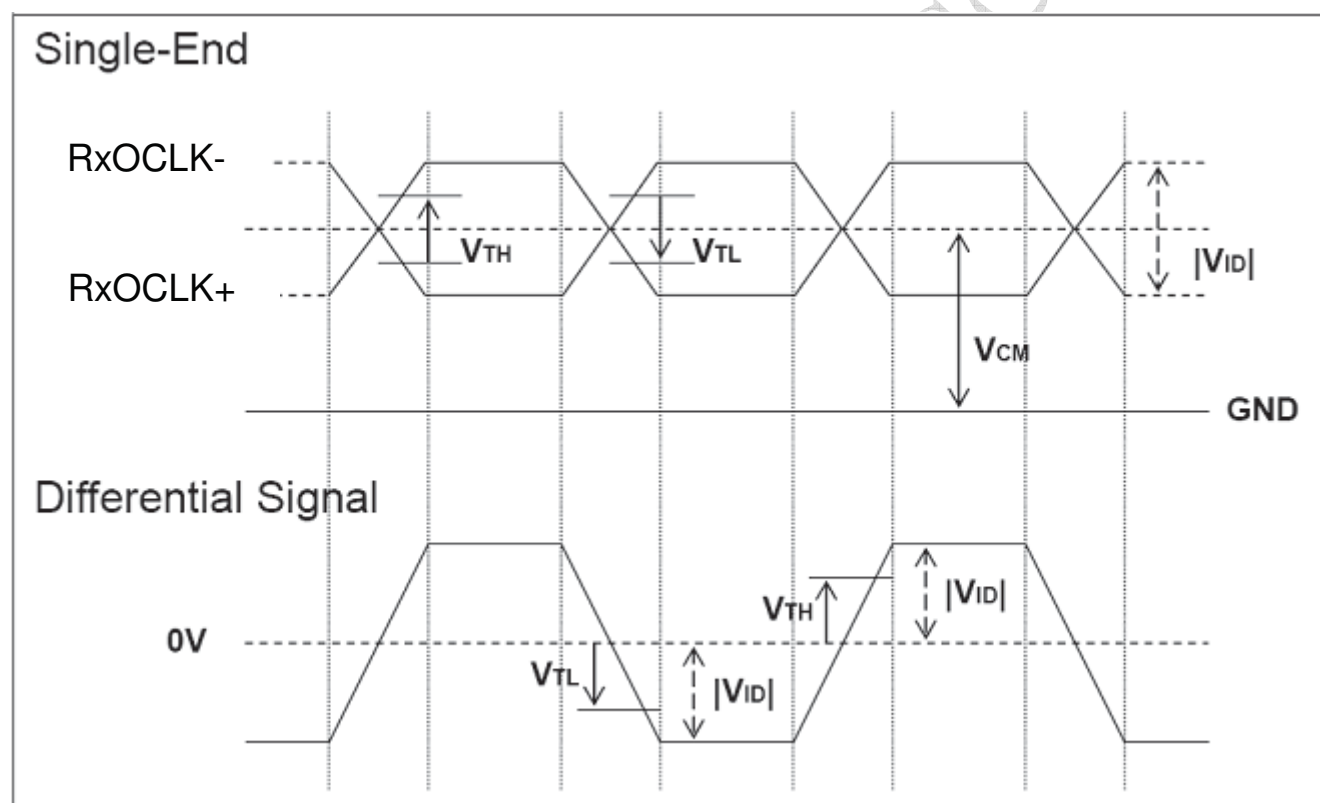 Single-End
RxOCLK-
VTH
VTL
|VID|
RxOCLK+
VCM
GND
Differential Signal
VTH
|VID|
0V
VTL
|VID|